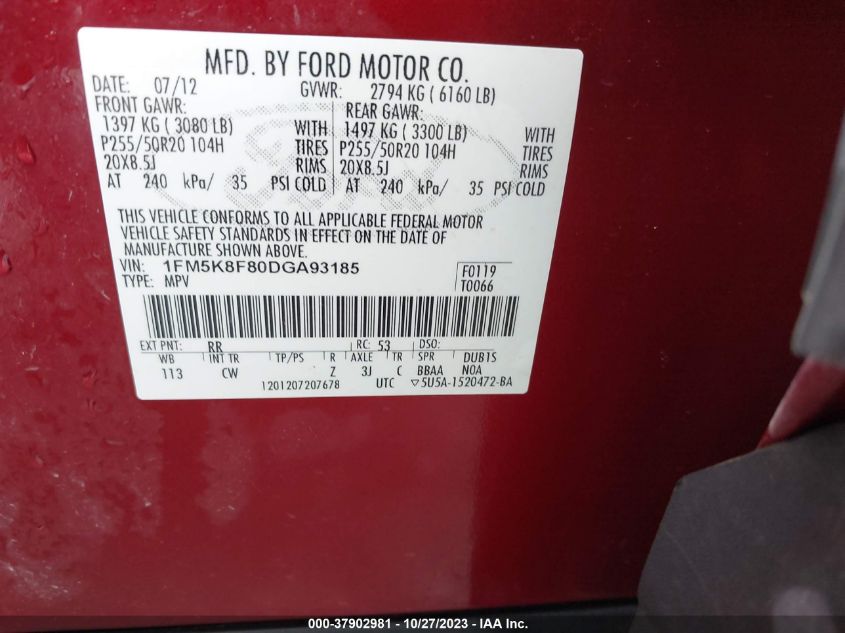 MFD. BY FORD MOTOR CO.
DATE: 07/12 GVWR: 2794 KG ( 6160 LB)
FRONT GAWR: REAR GAWR:
1397 KG ( 3080 LB) WITH 1497 KG ( 3300 LB) WITH
P255/50R20 104H TIRES P255/50R20 104H TIRES
20X8.5J RIMS 20X8.5J RIMS
AT 240 kPa/ 35 PSI COLD AT 240 kPa/ 35 PSI COLD
THIS VEHICLE CONFORMS TO ALL APPLICABLE FEDERAL MOTOR
VEHICLE SAFETY STANDARDS IN EFFECT ON THE DATE OF
MANUFACTURE SHOWN ABOVE.
VIN: 1FM5K8F80DGA93185 F0119
TYPE: MPV T0066
EXT PNT: RR RC: 53 DSO:
WB INT TR TP/PS R AXLE TR SPR DUB1S
113 CW Z 3J C BBAA N0A
1201207207678 UTC ▽5U5A-1520472-BA
000-37902981 - 10/27/2023 - IAA Inc.